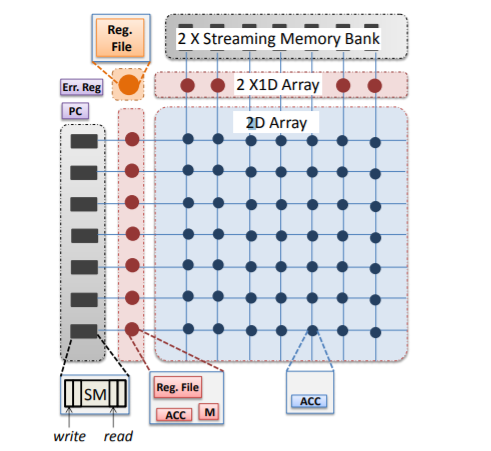 Reg.
File
2 X Streaming Memory Bank
Err. Reg
2 X1D Array
PC
2D Array
SM
Reg. File
ACC
M
ACC
write
read